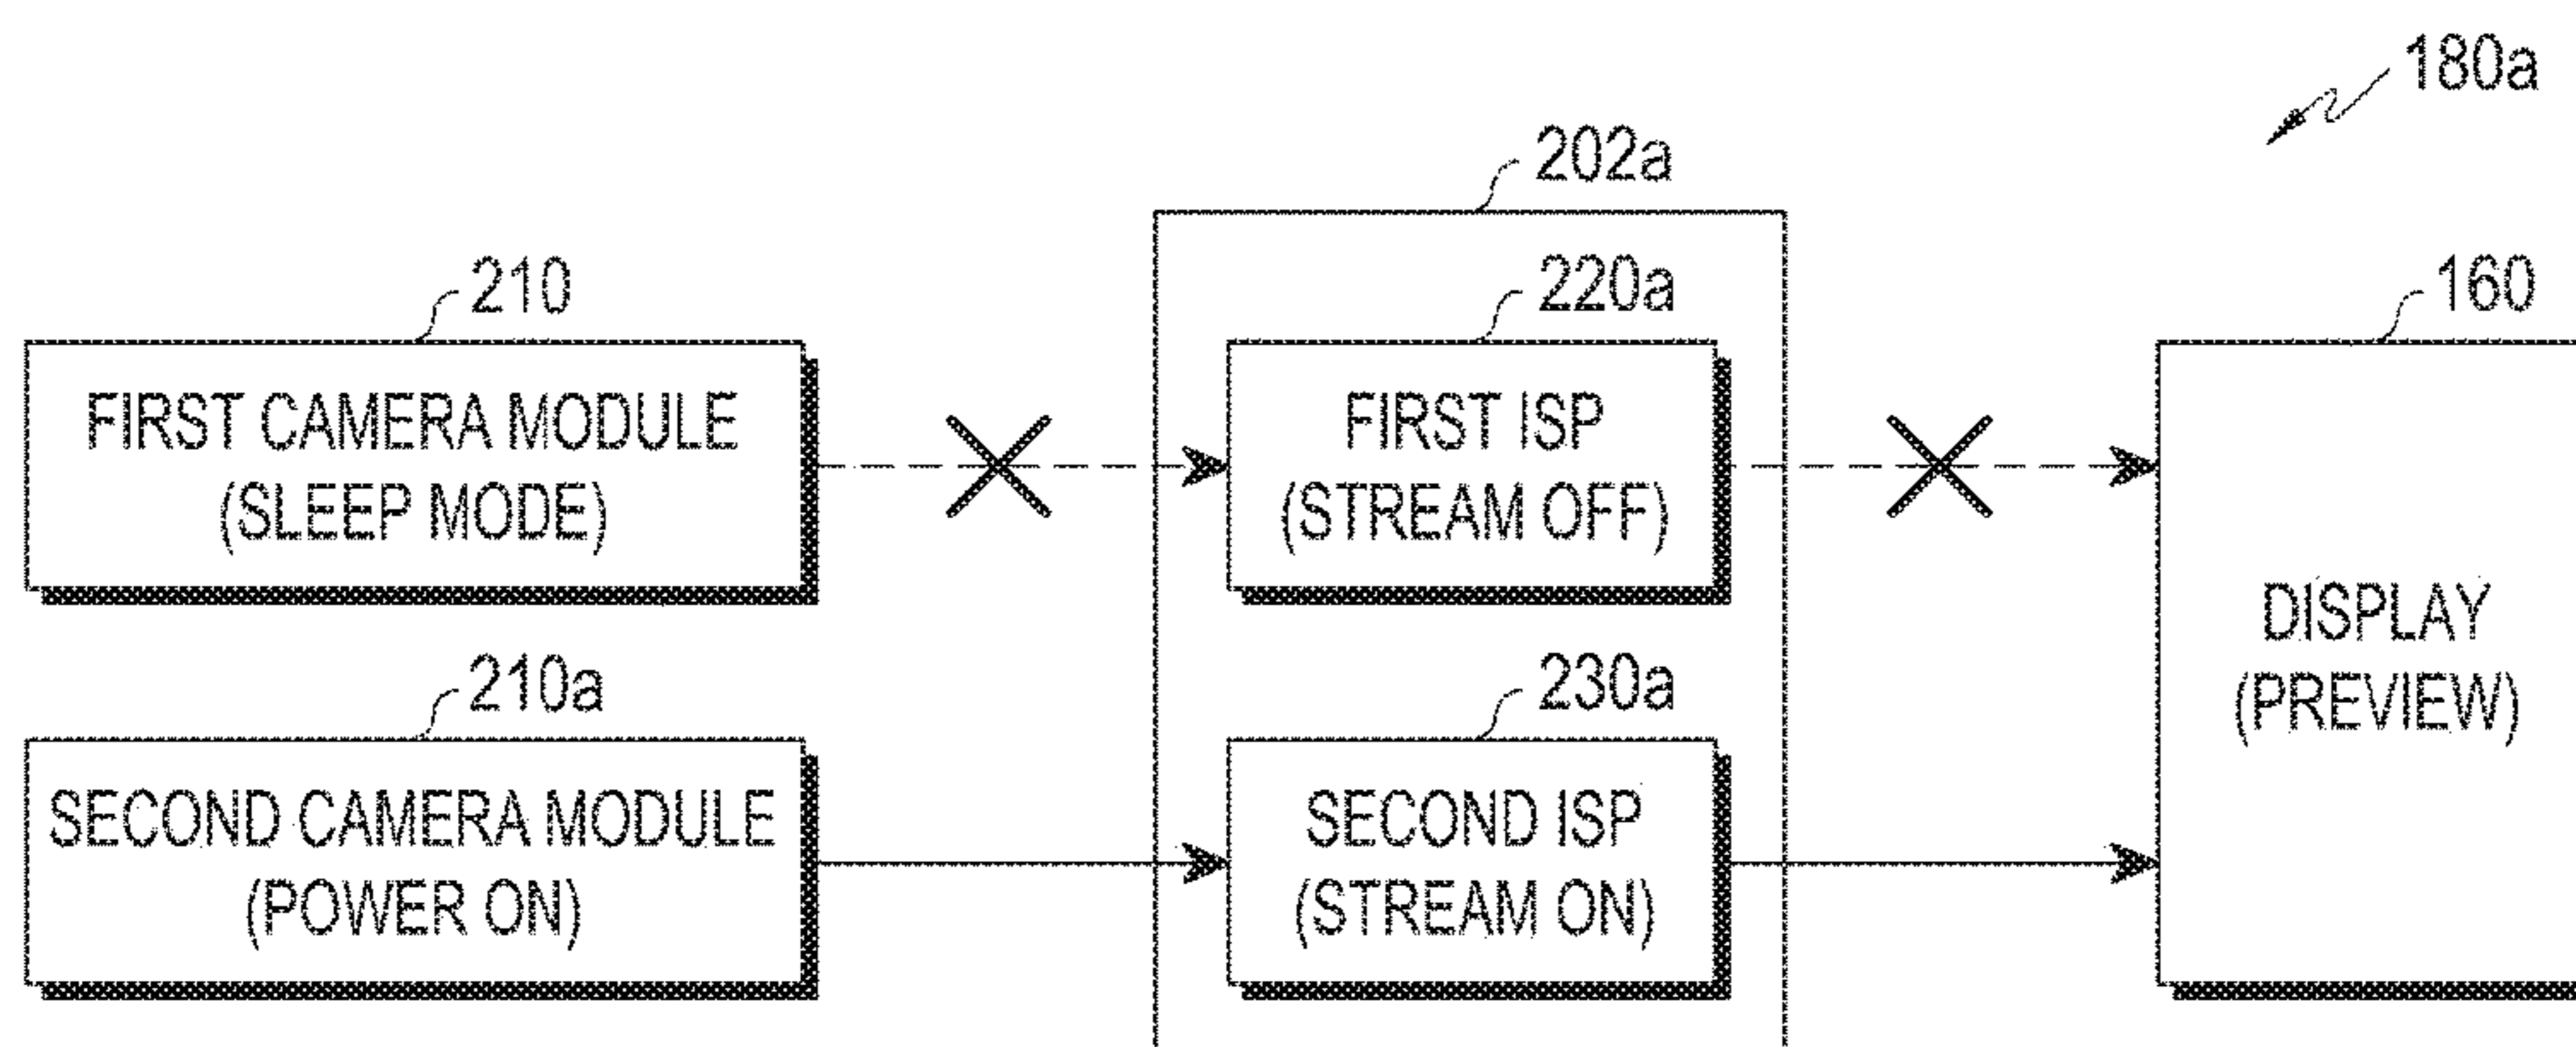 180a
202a
210
220a
160
FIRST CAMERA MODULE
(SLEEP MODE)
FIRST ISP
(STREAM OFF)
DISPLAY
(PREVIEW)
210a
230a
SECOND CAMERA MODULE
(POWER ON)
SECOND ISP
(STREAM ON)